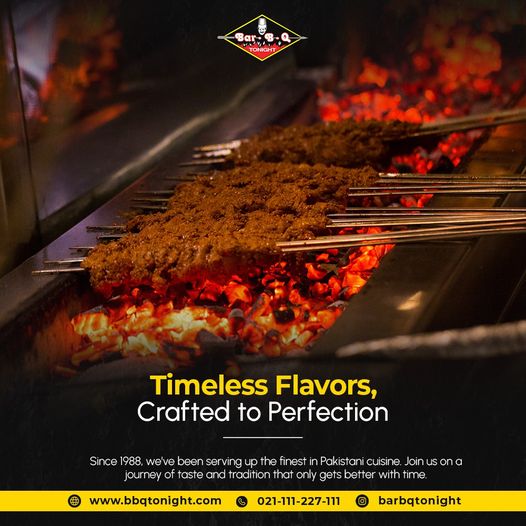 Bar·B·Q
TONIGHT
Timeless Flavors,
Crafted to Perfection
Since 1988, we've been serving up the finest in Pakistani cuisine. Join us on a
journey of taste and tradition that only gets better with time.
www.bbqtonight.com 021-111-227-111 barbqtonight